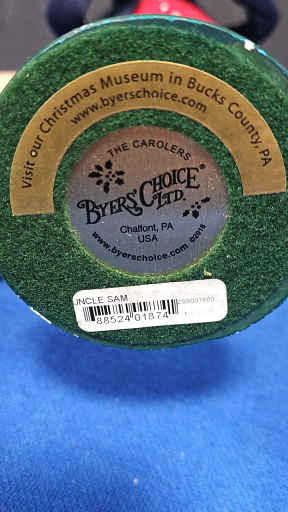 Visit our Christmas Museum in Bucks County, PA
www.byerschoice.com
THE CAROLERS®
BYERS' CHOICE
LTD.
Chalfont, PA
USA
www.byerschoice.com ©2018
UNCLE SAM
88524 01874